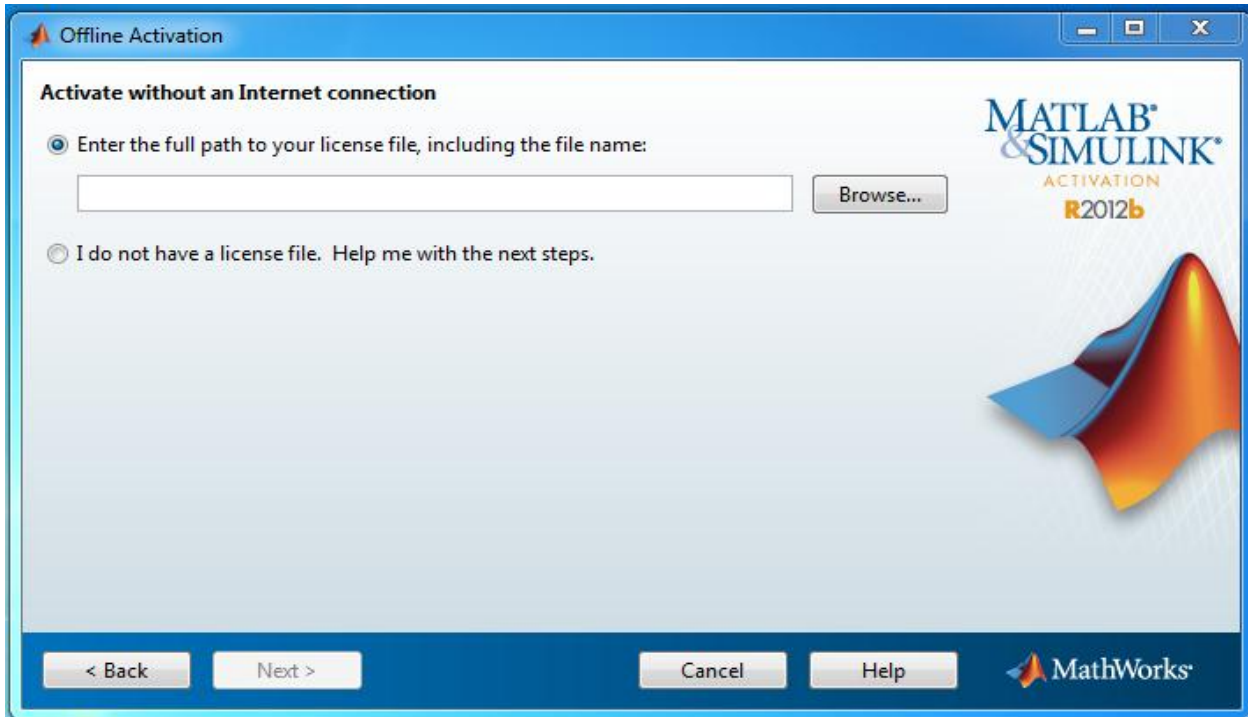 Offline Activation
Activate without an Internet connection
Enter the full path to your license file, including the file name:
Browse...
I do not have a license file.  Help me with the next steps.
MATLAB®
&SIMULINK®
ACTIVATION
R2012b
< Back
Next >
Cancel
Help
MathWorks®